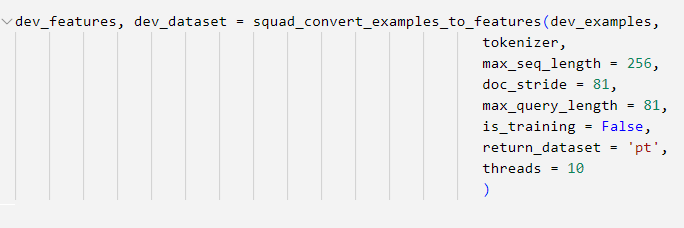 dev_features, dev_dataset = squad_convert_examples_to_features(dev_examples,
tokenizer,
max_seq_length = 256,
doc_stride = 81,
max_query_length = 81,
is_training = False,
return_dataset = 'pt',
threads = 10
)